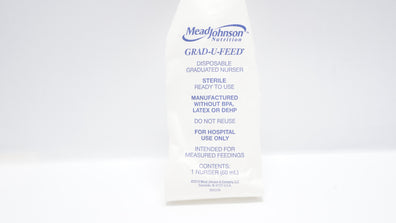 MeadJohnson
Nutrition
GRAD-U-FEED®
DISPOSABLE
GRADUATED NURSER
STERILE
READY TO USE
MANUFACTURED
WITHOUT BPA,
LATEX OR DEHP
DO NOT REUSE
FOR HOSPITAL
USE ONLY
INTENDED FOR
MEASURED FEEDINGS
CONTENTS:
1 NURSER (60 mL)